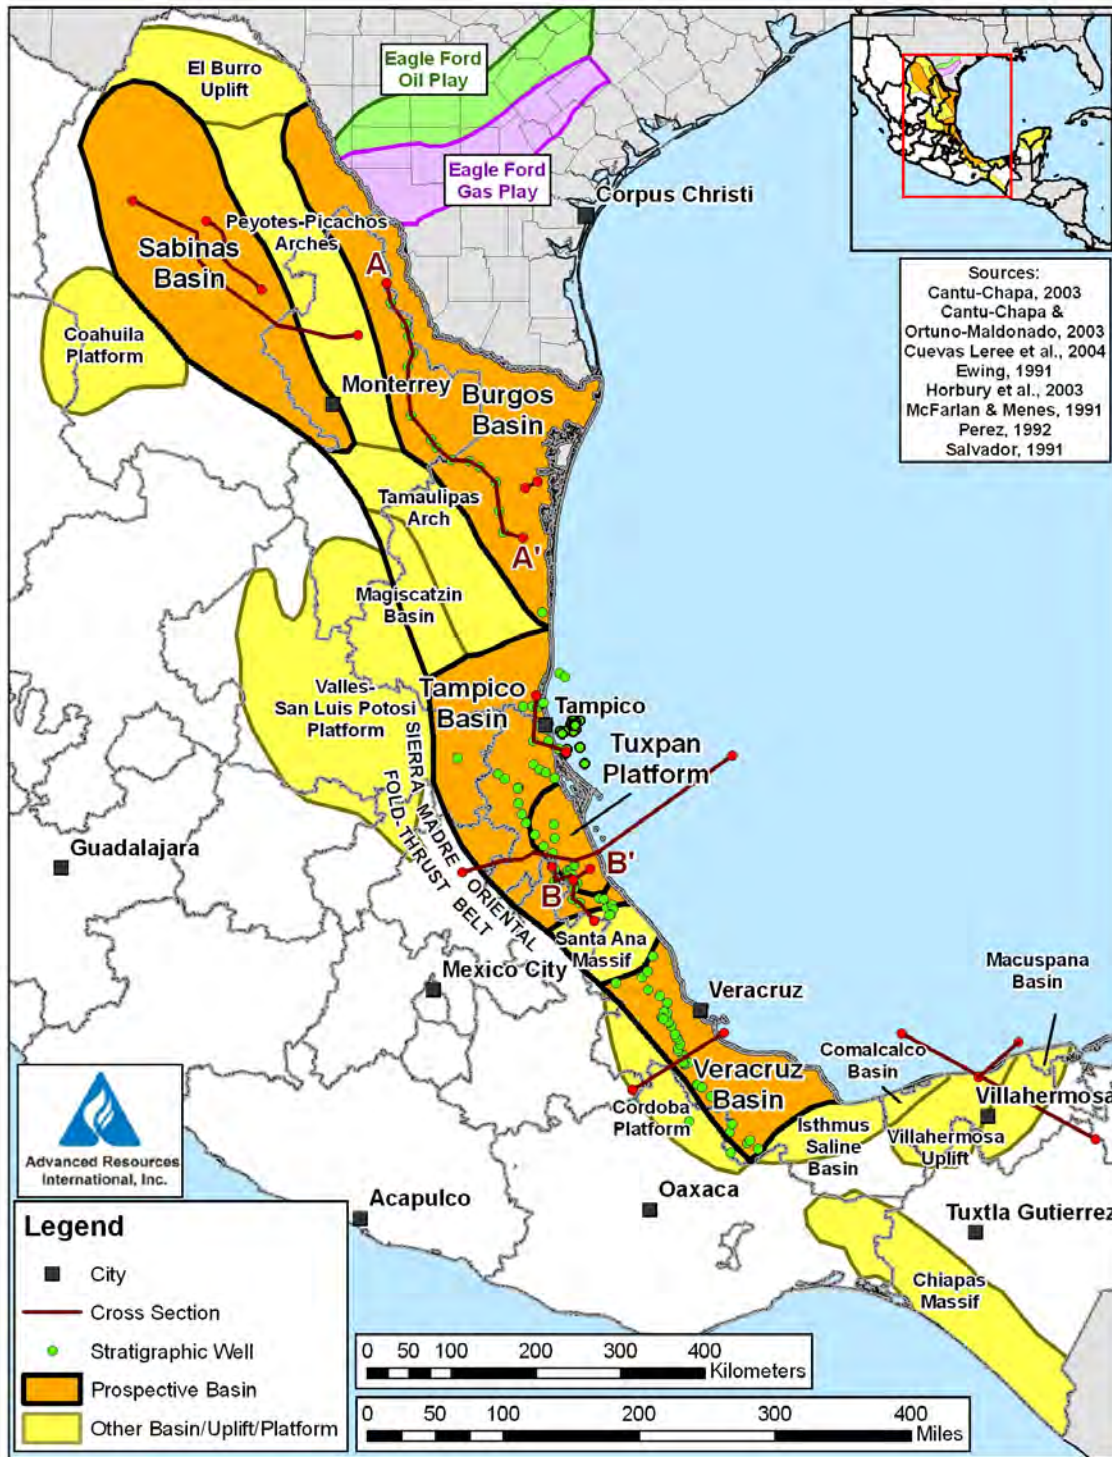 Eagle Ford
Oil Play
El Burro
Uplift
Eagle Ford
Gas Play
Corpus Christi
Peyotes-Picachos
Arches
Sabinas
Basin
A
Coahuila
Platform
Monterrey
Burgos
Basin
Sources:
Cantu-Chapa, 2003
Cantu-Chapa &
Ortuno-Maldonado, 2003
Cuevas Leree et al., 2004
Ewing, 1991
Horbury et al., 2003
McFarlan & Menes, 1991
Perez, 1992
Salvador, 1991
Tamaulipas
Arch
A'
Magiscatzin
Basin
Valles-
San Luis Potosi
Platform
Tampico
Basin
Tampico
Tuxpan
Platform
SIERRA MADRE ORIENTAL
FOLD-THRUST BELT
Guadalajara
B
B'
Santa Ana
Massif
Mexico City
Veracruz
Macuspana
Basin
Comalcalco
Basin
Veracruz
Basin
Cordoba
Platform
Villahermosa
Isthmus
Saline
Basin
Villahermosa
Uplift
Advanced Resources
International, Inc.
Acapulco
Oaxaca
Tuxtla Gutierrez
Chiapas
Massif
Legend
City
Cross Section
Stratigraphic Well
Prospective Basin
Other Basin/Uplift/Platform
0 50 100 200 300 400
Kilometers
0 50 100 200 300 400
Miles